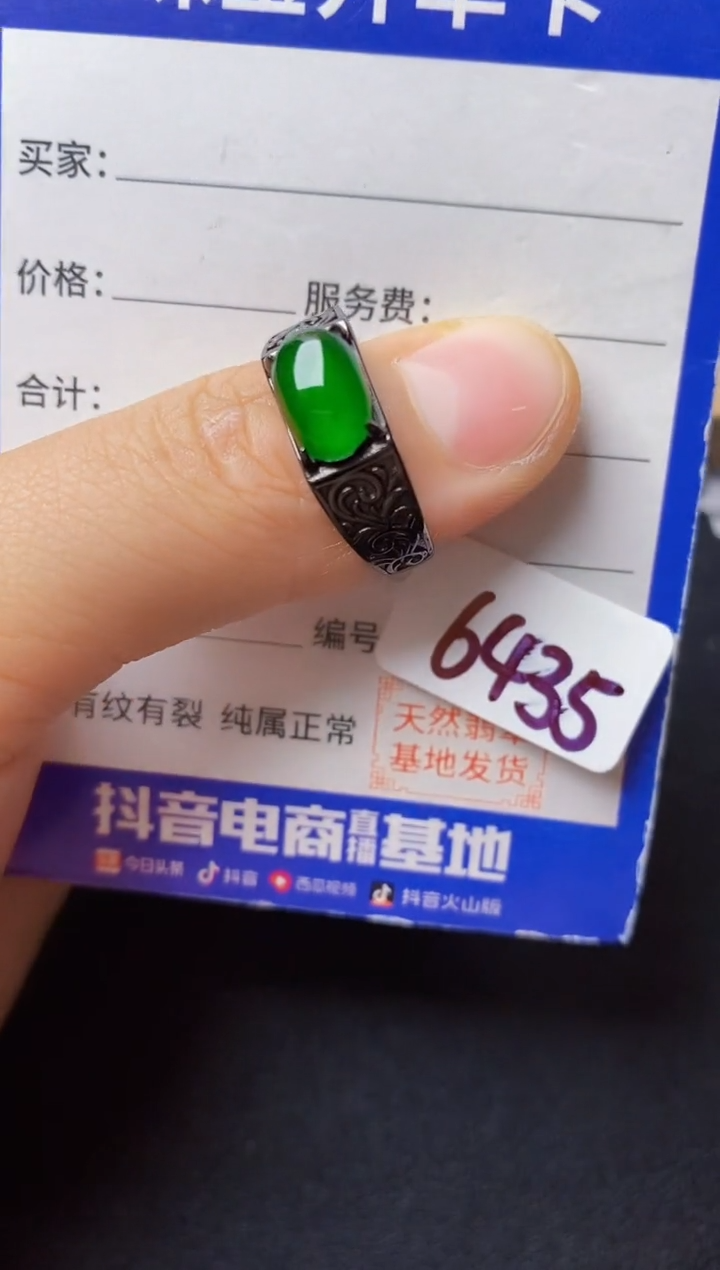 买家：
价格：
服务费：
合计：
编号
6435
有纹有裂 纯属正常
天然翡
基地发货
抖音电商直播基地
今日头条 抖音 西瓜视频 抖音火山版